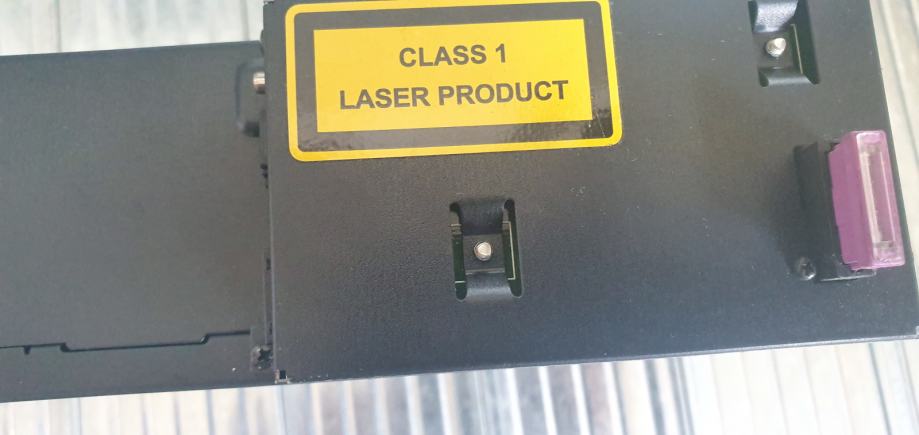 CLASS 1
LASER PRODUCT